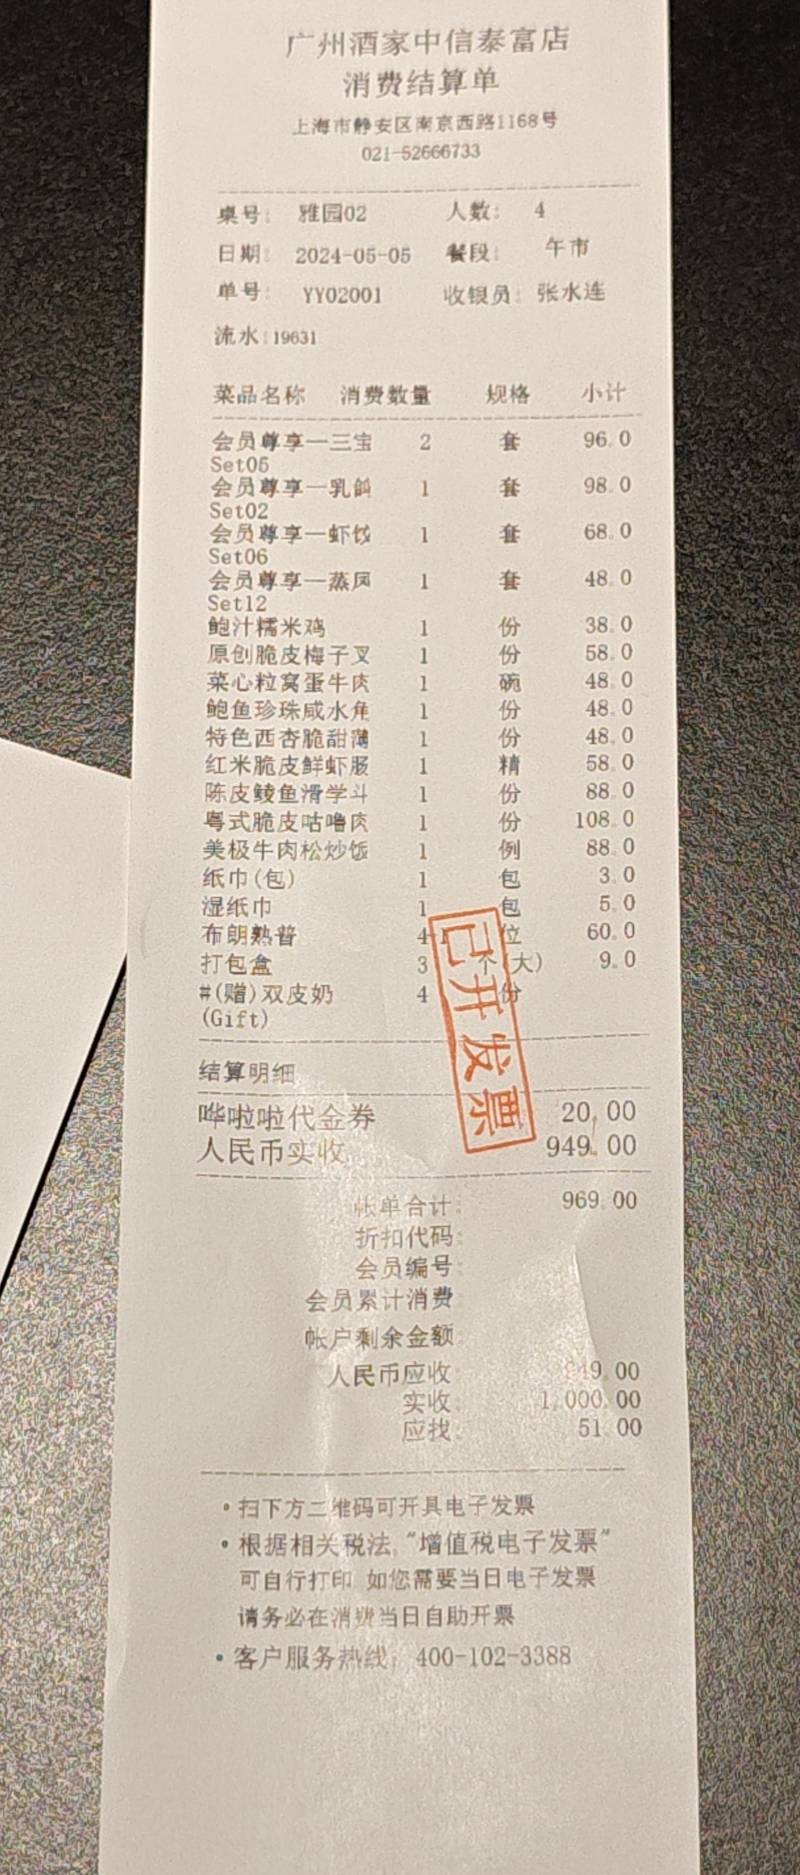 广州酒家中信泰富店
消费结算单
上海市静安区南京西路1168号
021-52666733
桌号: 雅园02 人数: 4
日期: 2024-05-05 餐段: 午市
单号: YY02001 收银员: 张水连
流水:19631
菜品名称 消费数量 规格 小计
会员尊享一三宝 2 套 96.0
Set05
会员尊享一乳鸽 1 套 98.0
Set02
会员尊享一虾饺 1 套 68.0
Set06
会员尊享一蒸凤 1 套 48.0
Set12
鲍汁糯米鸡 1 份 38.0
原创脆皮梅子叉 1 份 58.0
菜心粒窝蛋牛肉 1 碗 48.0
鲍鱼珍珠咸水角 1 份 48.0
特色西杏脆甜薄 1 份 48.0
红米脆皮鲜虾肠 1 精 58.0
陈皮鲮鱼滑学斗 1 份 88.0
粤式脆皮咕噜肉 1 份 108.0
美极牛肉松炒饭 1 例 88.0
纸巾(包) 1 包 3.0
湿纸巾 1 包 5.0
布朗熟普 4 位 60.0
打包盒 3 个(大) 9.0
#(赠)双皮奶 4 份
(Gift)
已开发票
结算明细
哗啦啦代金券 20.00
人民币实收 949.00
帐单合计: 969.00
折扣代码:
会员编号:
会员累计消费
帐户剩余金额
人民币应收: 949.00
实收: 1,000.00
应找: 51.00
•扫下方二维码可开具电子发票
•根据相关税法,"增值税电子发票"
可自行打印 如您需要当日电子发票
请务必在消费当日自助开票
•客户服务热线: 400-102-3388